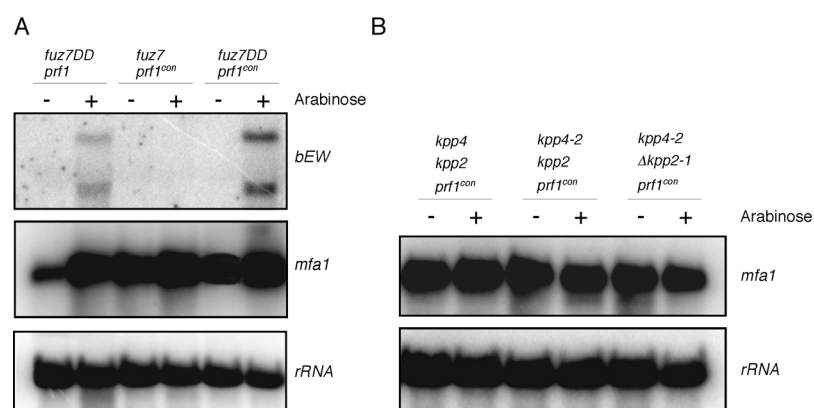 A
fuz7DD fuz7 fuz7DD
prf1 prf1con prf1con
- + - + - + Arabinose
bEW
mfa1
rRNA
B
kpp4 kpp4-2 kpp4-2
kpp2 kpp2 Δkpp2-1
prf1con prf1con prf1con
- + - + - + Arabinose
mfa1
rRNA